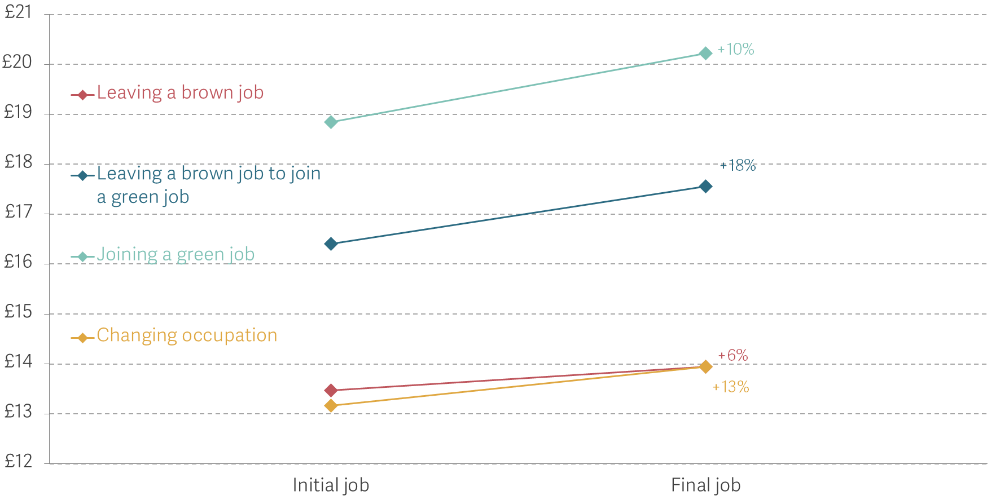 £21
£20
£19
£18
£17
£16
£15
£14
£13
£12
Leaving a brown job
Leaving a brown job to join
a green job
Joining a green job
Changing occupation
+10%
+18%
+6%
+13%
Initial job
Final job